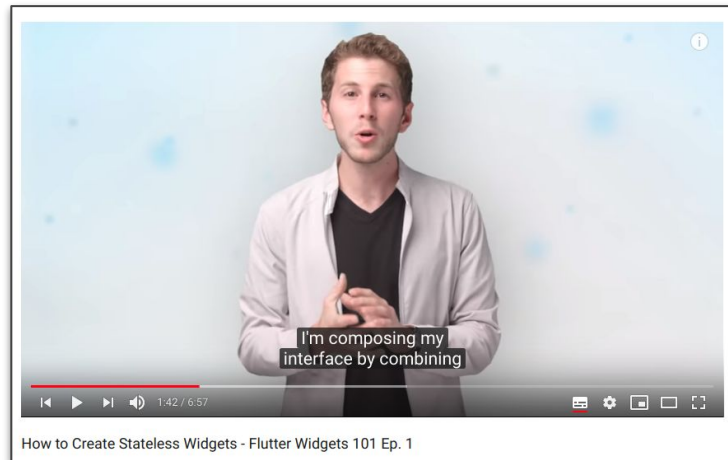 I'm composing my
interface by combining
1:42 / 6:57
How to Create Stateless Widgets - Flutter Widgets 101 Ep. 1